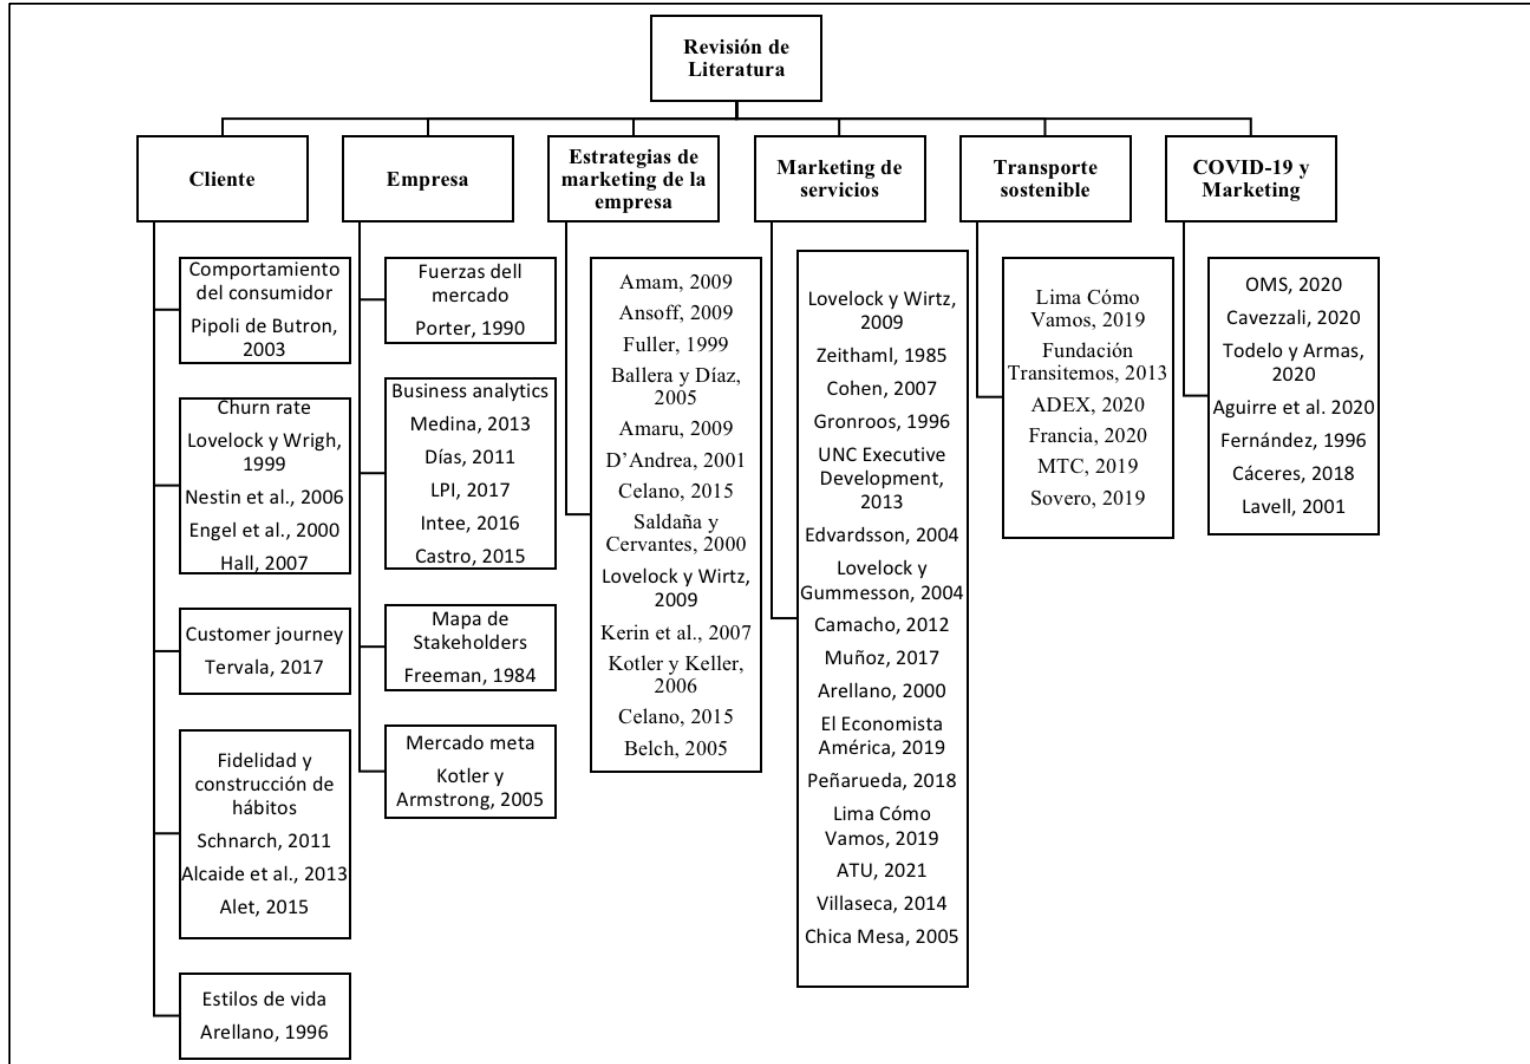 Revisión de
Literatura
Cliente
Comportamiento
del consumidor
Pipoli de Butron,
2003
Churn rate
Lovelock y Wrigh,
1999
Nestin et al., 2006
Engel et al., 2000
Hall, 2007
Customer journey
Tervala, 2017
Fidelidad y
construcción de
hábitos
Schnarch, 2011
Alcaide et al., 2013
Alet, 2015
Estilos de vida
Arellano, 1996
Empresa
Fuerzas dell
mercado
Porter, 1990
Business analytics
Medina, 2013
Días, 2011
LPI, 2017
Intee, 2016
Castro, 2015
Mapa de
Stakeholders
Freeman, 1984
Mercado meta
Kotler y
Armstrong, 2005
Estrategias de
marketing de la
empresa
Amam, 2009
Ansoff, 2009
Fuller, 1999
Ballera y Díaz,
2005
Amaru, 2009
D’Andrea, 2001
Celano, 2015
Saldaña y
Cervantes, 2000
Lovelock y Wirtz,
2009
Kerin et al., 2007
Kotler y Keller,
2006
Celano, 2015
Belch, 2005
Marketing de
servicios
Lovelock y Wirtz,
2009
Zeithaml, 1985
Cohen, 2007
Gronroos, 1996
UNC Executive
Development,
2013
Edvardsson, 2004
Lovelock y
Gummesson, 2004
Camacho, 2012
Muñoz, 2017
Arellano, 2000
El Economista
América, 2019
Peñarueda, 2018
Lima Cómo
Vamos, 2019
ATU, 2021
Villaseca, 2014
Chica Mesa, 2005
Transporte
sostenible
Lima Cómo
Vamos, 2019
Fundación
Transitemos, 2013
ADEX, 2020
Francia, 2020
MTC, 2019
Sovero, 2019
COVID-19 y
Marketing
OMS, 2020
Cavezzali, 2020
Todelo y Armas,
2020
Aguirre et al. 2020
Fernández, 1996
Cáceres, 2018
Lavell, 2001